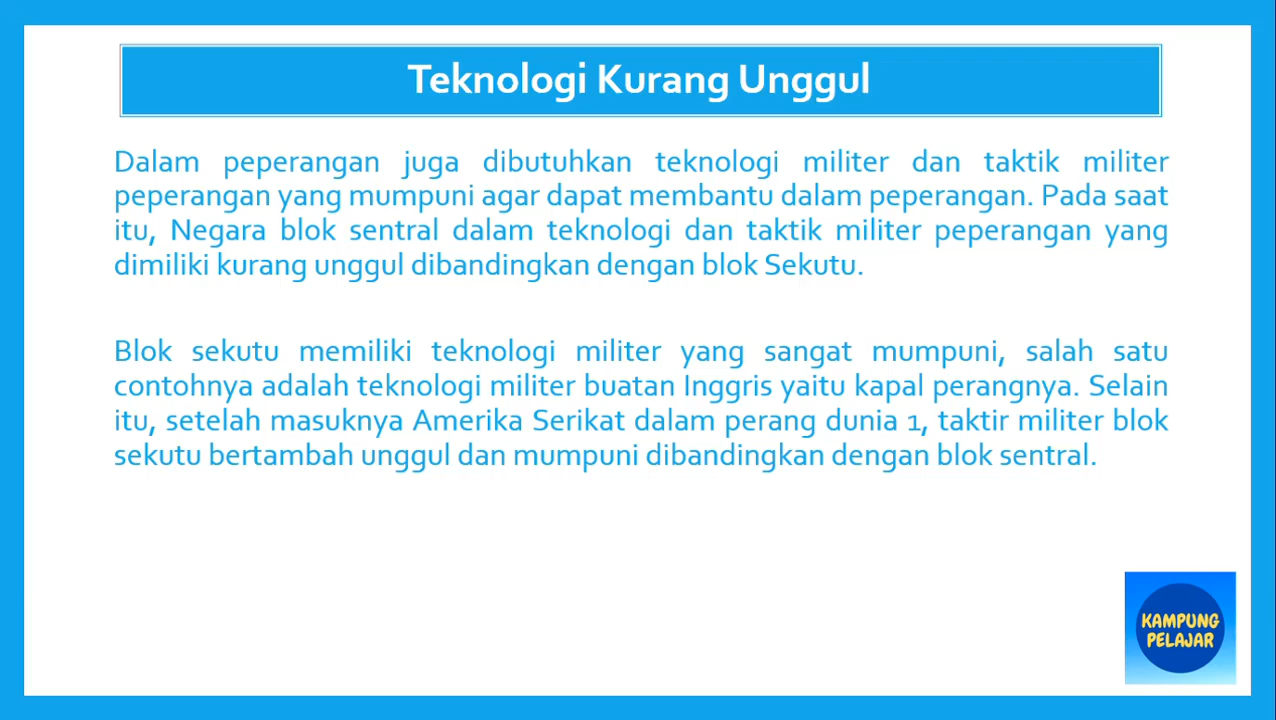 Teknologi Kurang Unggul
Dalam peperangan juga dibutuhkan teknologi militer dan taktik militer
peperangan yang mumpuni agar dapat membantu dalam peperangan. Pada saat
itu, Negara blok sentral dalam teknologi dan taktik militer peperangan yang
dimiliki kurang unggul dibandingkan dengan blok Sekutu.
Blok sekutu memiliki teknologi militer yang sangat mumpuni, salah satu
contohnya adalah teknologi militer buatan Inggris yaitu kapal perangnya. Selain
itu, setelah masuknya Amerika Serikat dalam perang dunia 1, taktir militer blok
sekutu bertambah unggul dan mumpuni dibandingkan dengan blok sentral.
KAMPUNG
PELAJAR